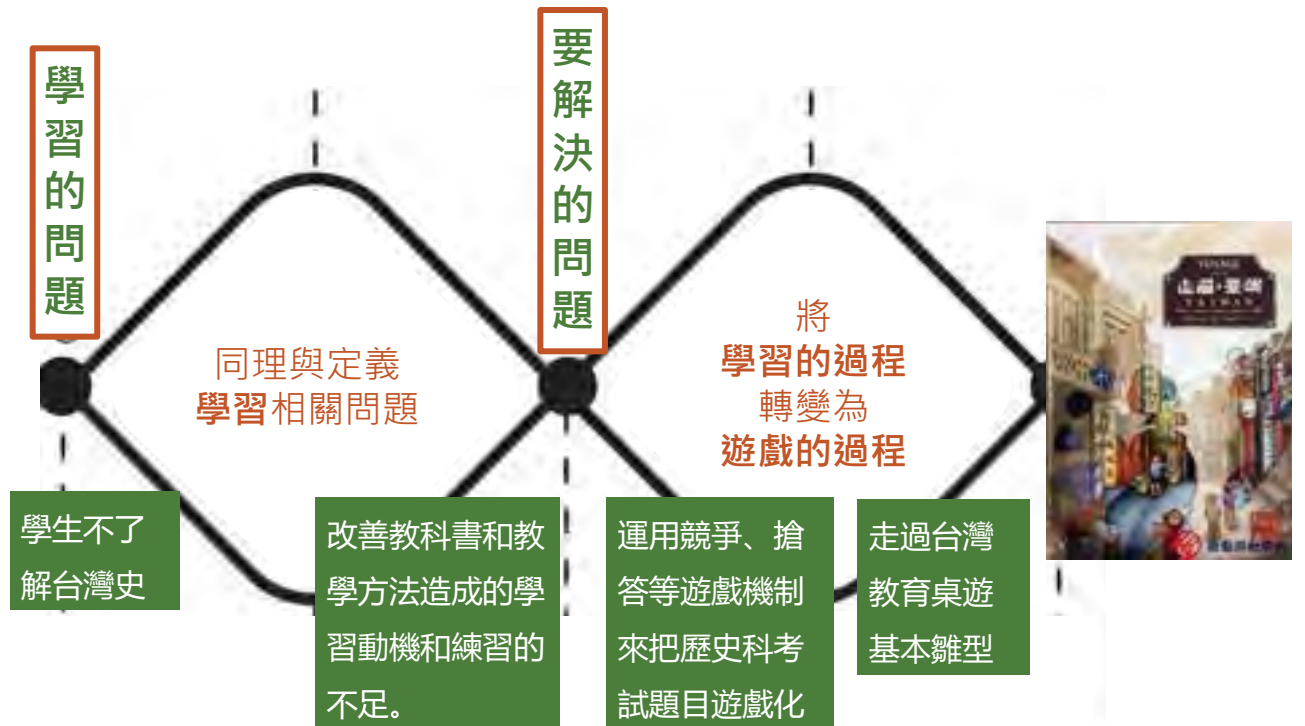 學習的問題
要解決的問題
同理與定義
學習相關問題
將
學習的過程
轉變為
遊戲的過程
學生不了
解台灣史
改善教科書和教
學方法造成的學
習動機和練習的
不足。
運用競爭、搶
答等遊戲機制
來把歷史科考
試題目遊戲化
走過台灣
教育桌遊
基本雛型
TAIWAN